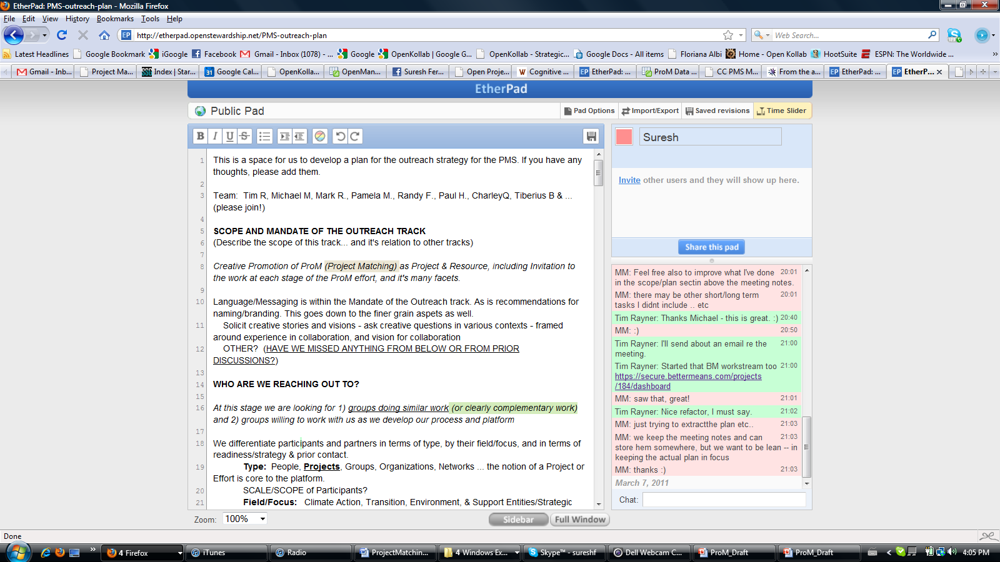 EtherPad: PMS-outreach-plan - Mozilla Firefox
File Edit View History Bookmarks Tools Help
EP http://etherpad.openstewardship.net/PMS-outreach-plan
Web Search...
Latest Headlines Google Bookmark iGoogle Facebook Gmail - Inbox (1078) - ... Google OpenKollab | Google G... OpenKollab - Strategic... Google Docs - All items Floriana Albi Home - Open Kollab HootSuite ESPN: The Worldwide ... »
Gmail - Inb... Project Ma... Index | Star... Google Cal... OpenKolla... OpenMan... Suresh Fer... Open Proje... Cognitive ... EtherPad: ... ProM Data ... CC PMS M... From the a... EtherPad: ... EtherP...
EtherPad
Public Pad
Pad Options Import/Export Saved revisions Time Slider
B I U S
1 This is a space for us to develop a plan for the outreach strategy for the PMS. If you have any
thoughts, please add them.
2
3 Team: Tim R, Michael M, Mark R., Pamela M., Randy F., Paul H., CharleyQ, Tiberius B & ...
(please join!)
4
5 SCOPE AND MANDATE OF THE OUTREACH TRACK
6 (Describe the scope of this track... and it's relation to other tracks)
7
8 Creative Promotion of ProM (Project Matching) as Project & Resource, including Invitation to
the work at each stage of the ProM effort, and it's many facets.
9
10 Language/Messaging is within the Mandate of the Outreach track. As is recommendations for
naming/branding. This goes down to the finer grain aspets as well.
11 Solicit creative stories and visions - ask creative questions in various contexts - framed
around experience in collaboration, and vision for collaboration
12 OTHER? (HAVE WE MISSED ANYTHING FROM BELOW OR FROM PRIOR
DISCUSSIONS?)
13
14 WHO ARE WE REACHING OUT TO?
15
16 At this stage we are looking for 1) groups doing similar work (or clearly complementary work)
and 2) groups willing to work with us as we develop our process and platform
17
18 We differentiate participants and partners in terms of type, by their field/focus, and in terms of
readiness/strategy & prior contact.
19 Type: People, Projects, Groups, Organizations, Networks ... the notion of a Project or
Effort is core to the platform.
20 SCALE/SCOPE of Participants?
21 Field/Focus: Climate Action, Transition, Environment, & Support Entities/Strategic
Suresh
Invite other users and they will show up here.
Share this pad
MM: Feel free also to improve what I've done 20:01
in the scope/plan sectin above the meeting notes.
MM: there may be other short/long term 20:01
tasks I didnt include .. etc
Tim Rayner: Thanks Michael - this is great. :) 20:40
MM: :) 20:50
Tim Rayner: I'll send about an email re the 21:00
meeting.
Tim Rayner: Started that BM workstream too 21:00
https://secure.bettermeans.com/projects
/184/dashboard
MM: saw that, great! 21:01
Tim Rayner: Nice refactor, I must say. 21:02
MM: just trying to extractthe plan etc.. 21:03
MM: we keep the meeting notes and can 21:03
store hem somewhere, but we want to be lean -- in
keeping the actual plan in focus
MM: thanks :) 21:03
March 7, 2011
Chat:
Zoom: 100% Sidebar Full Window
Done
» 4 Firefox iTunes Radio ProjectMatchin... 4 Windows Ex... Skype™ - sureshf Dell Webcam C... ProM_Draft ProM_Draft 4:05 PM